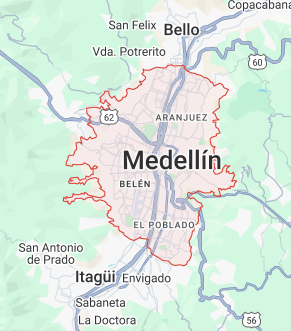 Copacabana
San Felix
Bello
Vda. Potrerito
60
62
ARANJUEZ
Medellín
BELÉN
EL POBLADO
San Antonio
de Prado
Itagüi
Envigado
Sabaneta
La Doctora
56